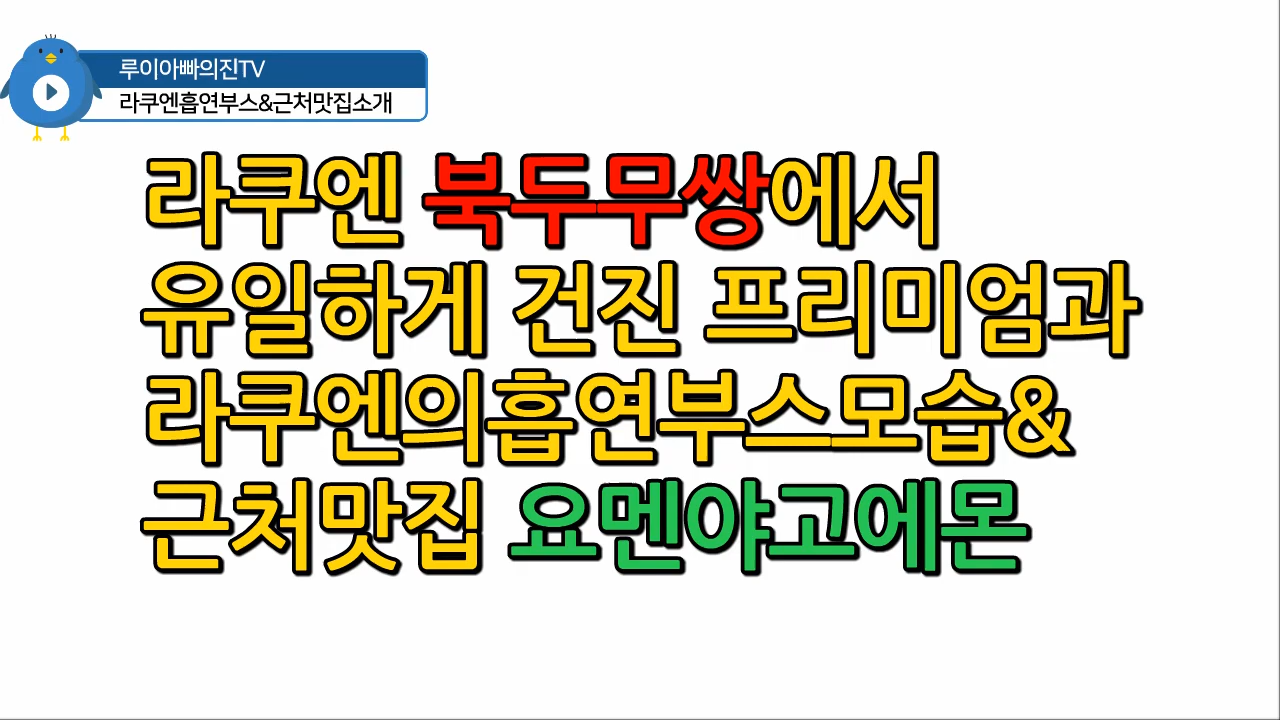 루이아빠의진TV
라쿠엔흡연부스&근처맛집소개
라쿠엔 북두무쌍에서
유일하게 건진 프리미엄과
라쿠엔의흡연부스모습&
근처맛집 요멘야고에몬